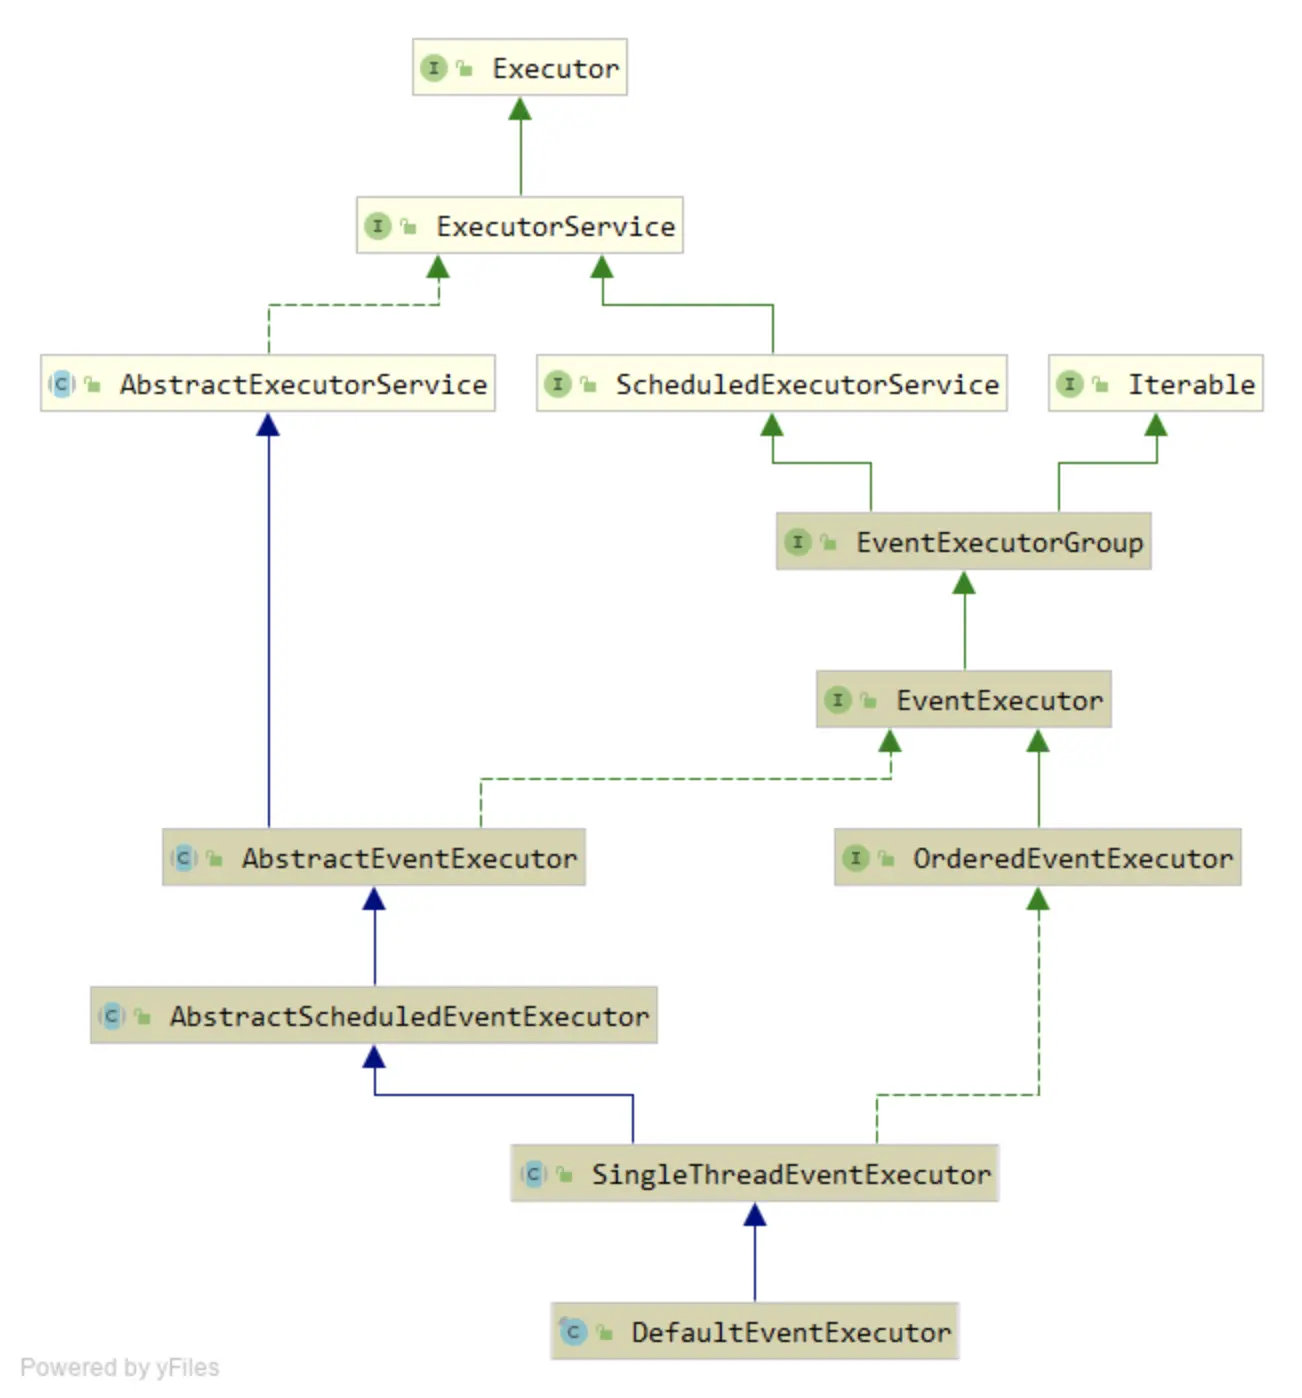 Executor
ExecutorService
AbstractExecutorService
ScheduledExecutorService
Iterable
EventExecutorGroup
EventExecutor
AbstractEventExecutor
OrderedEventExecutor
AbstractScheduledEventExecutor
SingleThreadEventExecutor
DefaultEventExecutor
Powered by yFiles